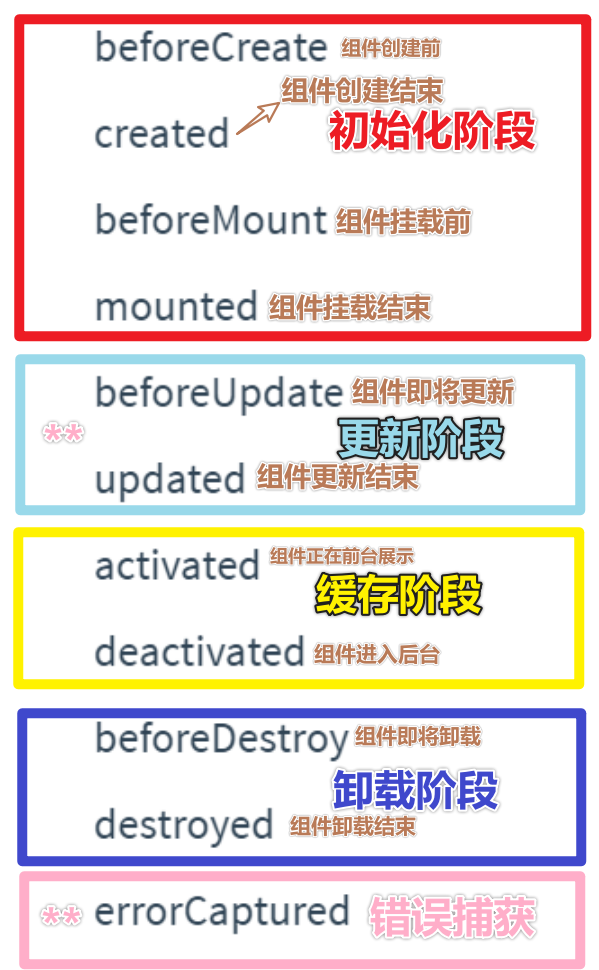 beforeCreate 组件创建前
组件创建结束
created 初始化阶段
beforeMount 组件挂载前
mounted 组件挂载结束
beforeUpdate 组件即将更新
** 更新阶段
updated 组件更新结束
activated 组件正在前台展示
缓存阶段
deactivated 组件进入后台
beforeDestroy 组件即将卸载
卸载阶段
destroyed 组件卸载结束
** errorCaptured 错误捕获